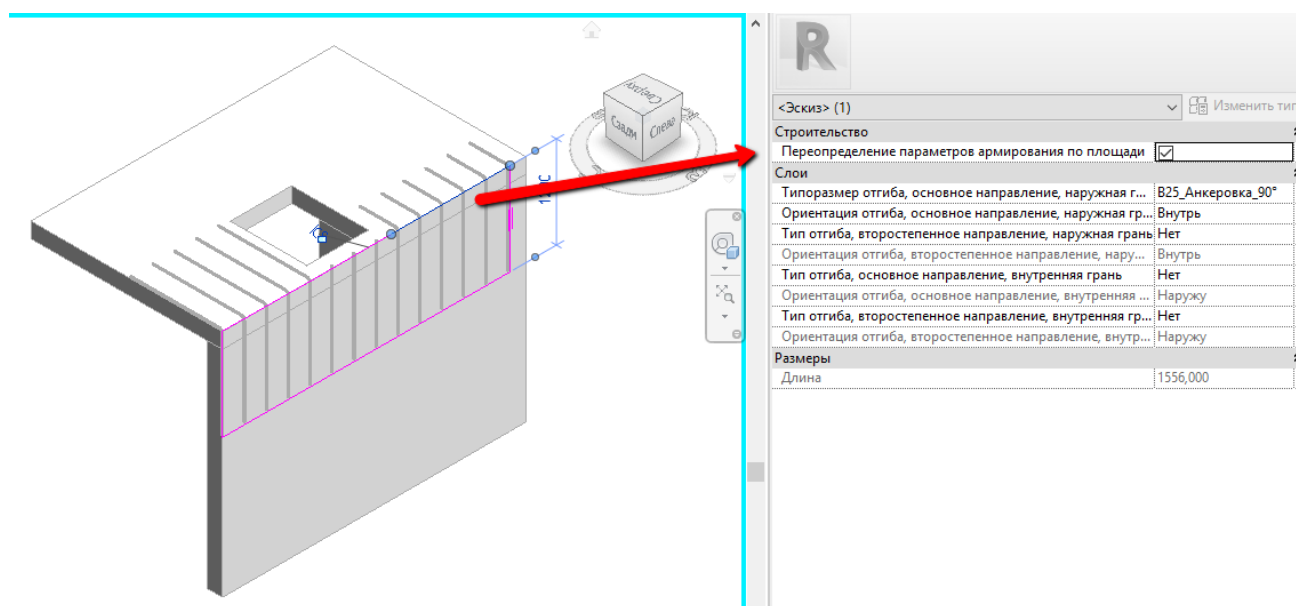 Сверху
Сзади
Слева
R
<Эскиз> (1)
Изменить тип
Строительство
Переопределение параметров армирования по площади
Слои
Типоразмер отгиба, основное направление, наружная г... В25_Анкеровка_90°
Ориентация отгиба, основное направление, наружная гр... Внутрь
Тип отгиба, второстепенное направление, наружная грань Нет
Ориентация отгиба, второстепенное направление, нару... Внутрь
Тип отгиба, основное направление, внутренняя грань Нет
Ориентация отгиба, основное направление, внутренняя ... Наружу
Тип отгиба, второстепенное направление, внутренняя гр... Нет
Ориентация отгиба, второстепенное направление, внутр... Наружу
Размеры
Длина 1556,000